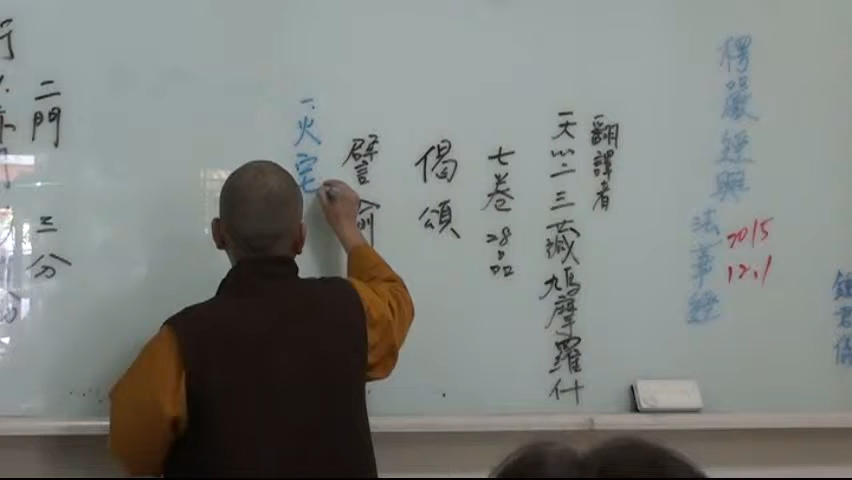 楞嚴經與
法華經
2015
12.1
翻譯者
天竺三藏鳩摩羅什
七卷 28品
偈頌
譬喻
一.火宅
二門 三分